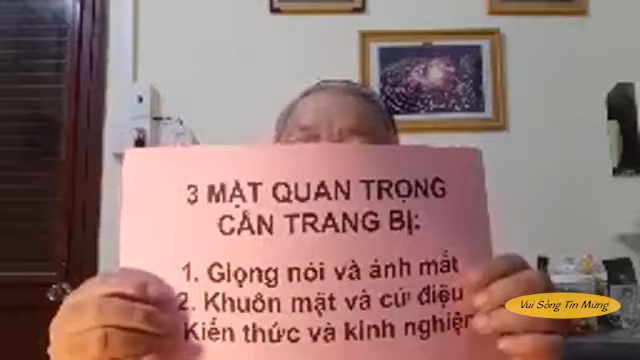 3 MẶT QUAN TRỌNG
CẦN TRANG BỊ:
1. Giọng nói và ánh mắt
2. Khuôn mặt và cử điệu
Kiến thức và kinh nghiệm
Vui Sống Tin Mừng